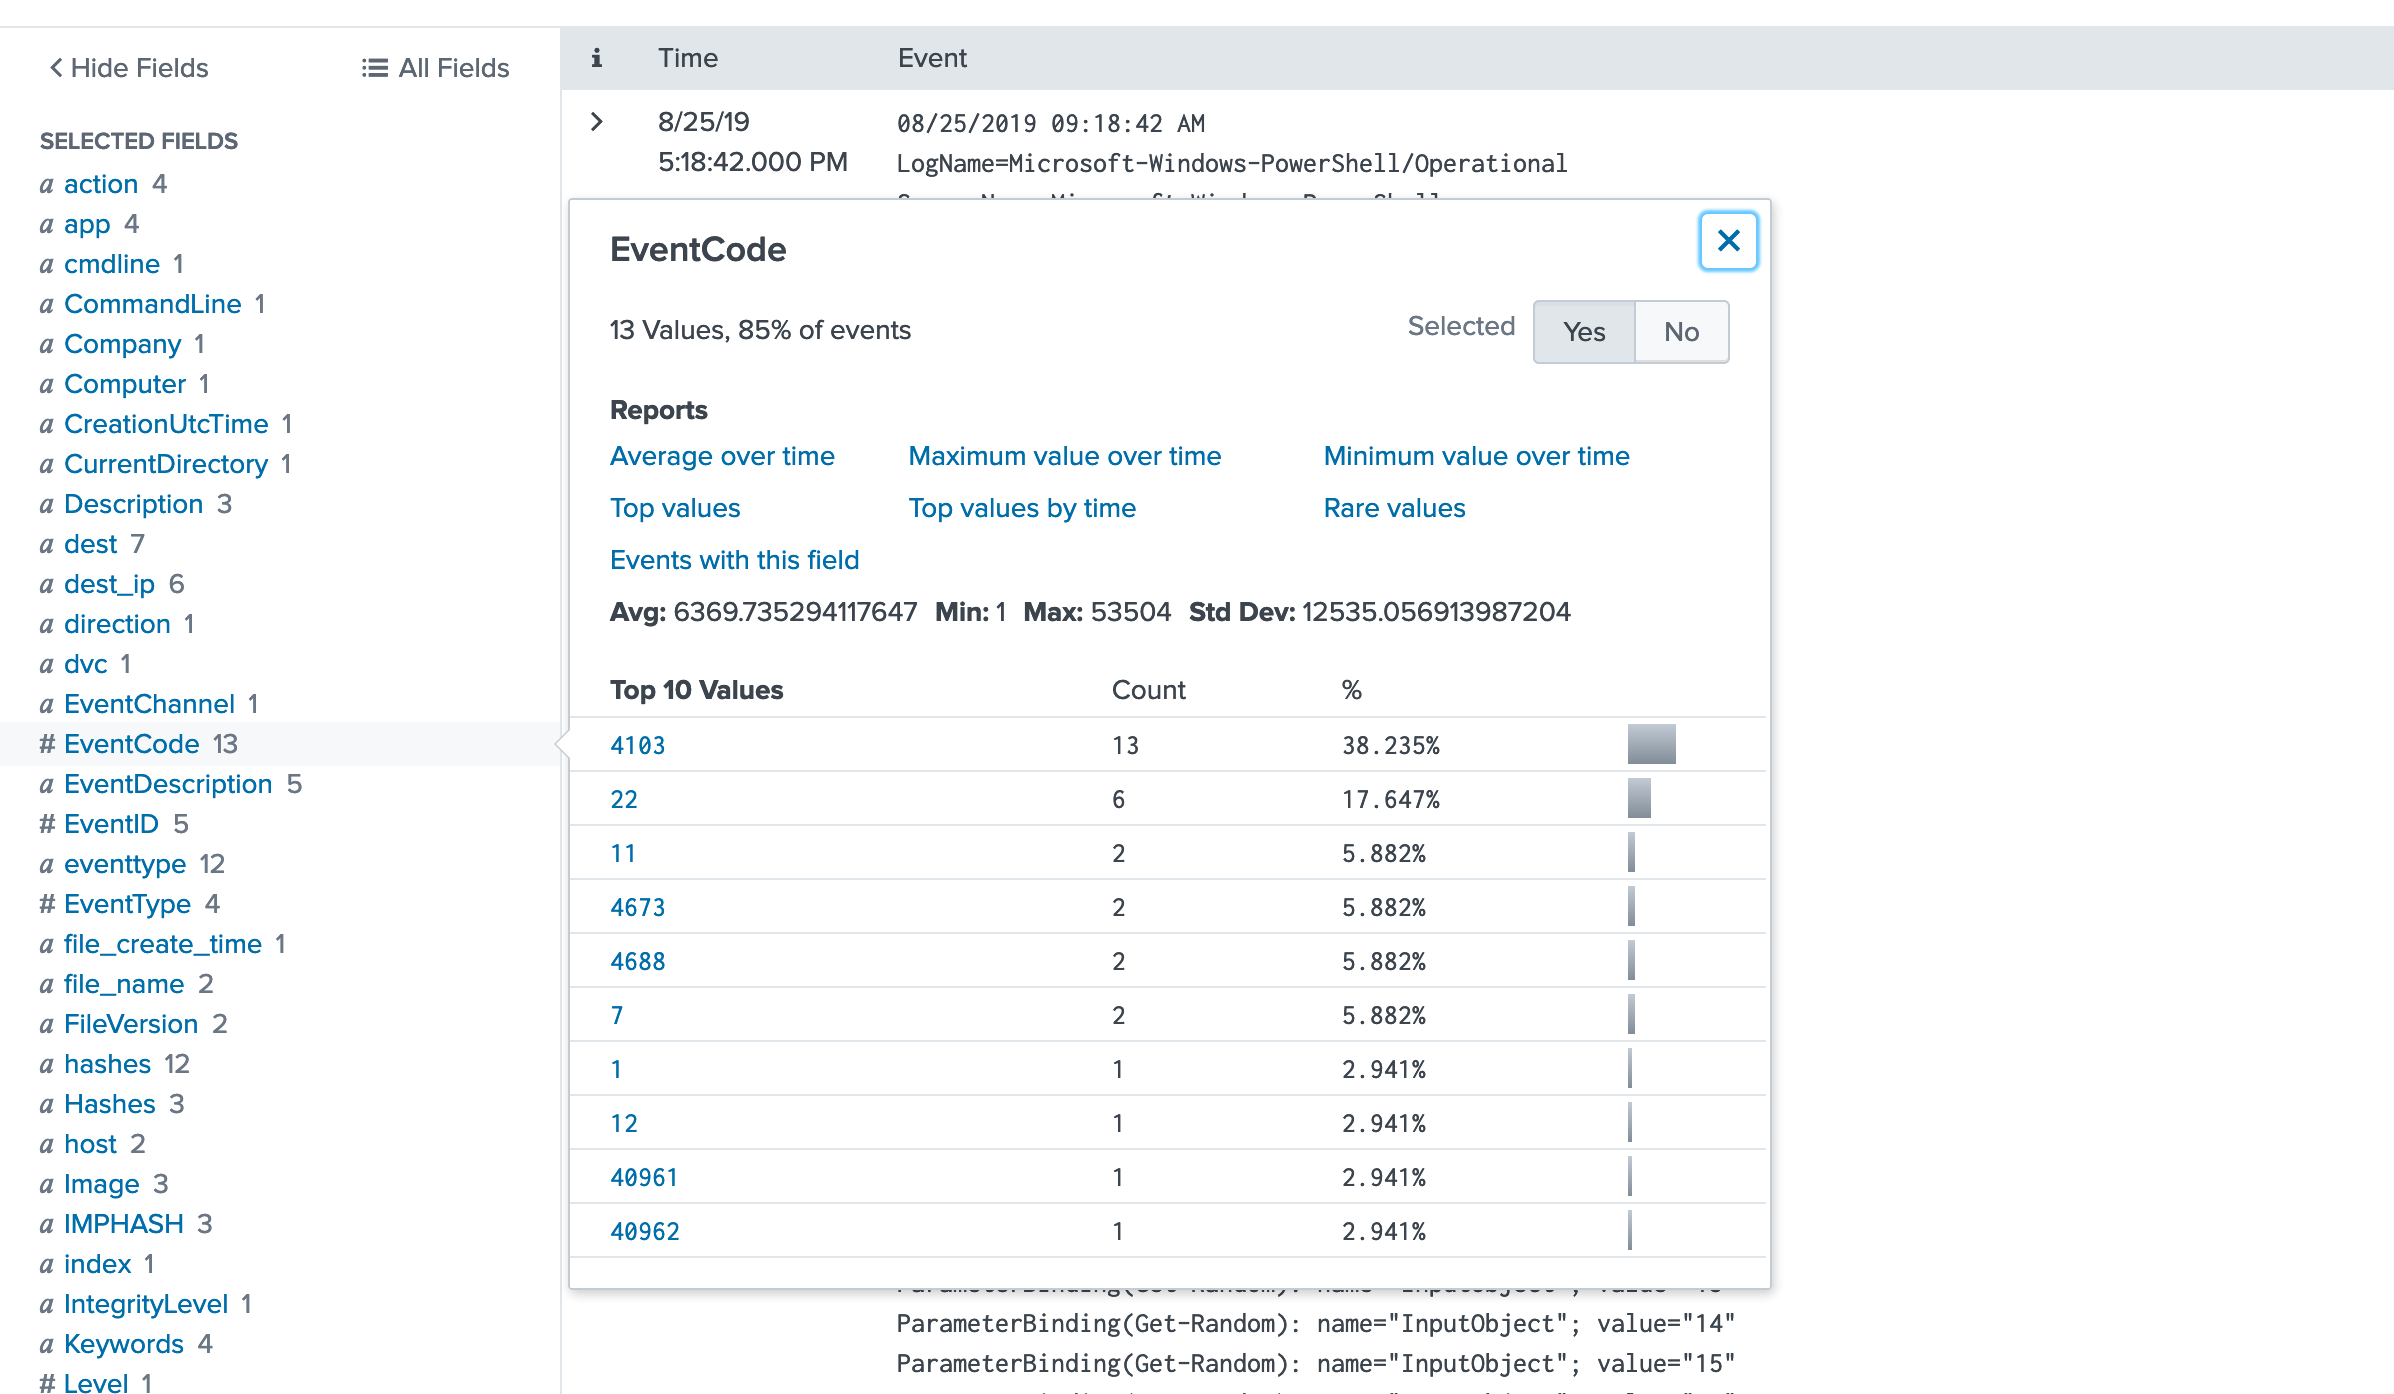 Hide Fields
All Fields
SELECTED FIELDS
a action 4
a app 4
a cmdline 1
a CommandLine 1
a Company 1
a Computer 1
a CreationUtcTime 1
a CurrentDirectory 1
a Description 3
a dest 7
a dest_ip 6
a direction 1
a dvc 1
a EventChannel 1
# EventCode 13
a EventDescription 5
# EventID 5
a eventtype 12
# EventType 4
a file_create_time 1
a file_name 2
a FileVersion 2
a hashes 12
a Hashes 3
a host 2
a Image 3
a IMPHASH 3
a index 1
a IntegrityLevel 1
a Keywords 4
# Level 1
i Time Event
8/25/19
5:18:42.000 PM
08/25/2019 09:18:42 AM
LogName=Microsoft-Windows-PowerShell/Operational
EventCode
13 Values, 85% of events
Selected Yes No
Reports
Average over time Maximum value over time Minimum value over time
Top values Top values by time Rare values
Events with this field
Avg: 6369.735294117647 Min: 1 Max: 53504 Std Dev: 12535.056913987204
Top 10 Values Count %
4103 13 38.235%
22 6 17.647%
11 2 5.882%
4673 2 5.882%
4688 2 5.882%
7 2 5.882%
1 1 2.941%
12 1 2.941%
40961 1 2.941%
40962 1 2.941%
ParameterBinding(Get-Random): name="InputObject"; value="14"
ParameterBinding(Get-Random): name="InputObject"; value="15"